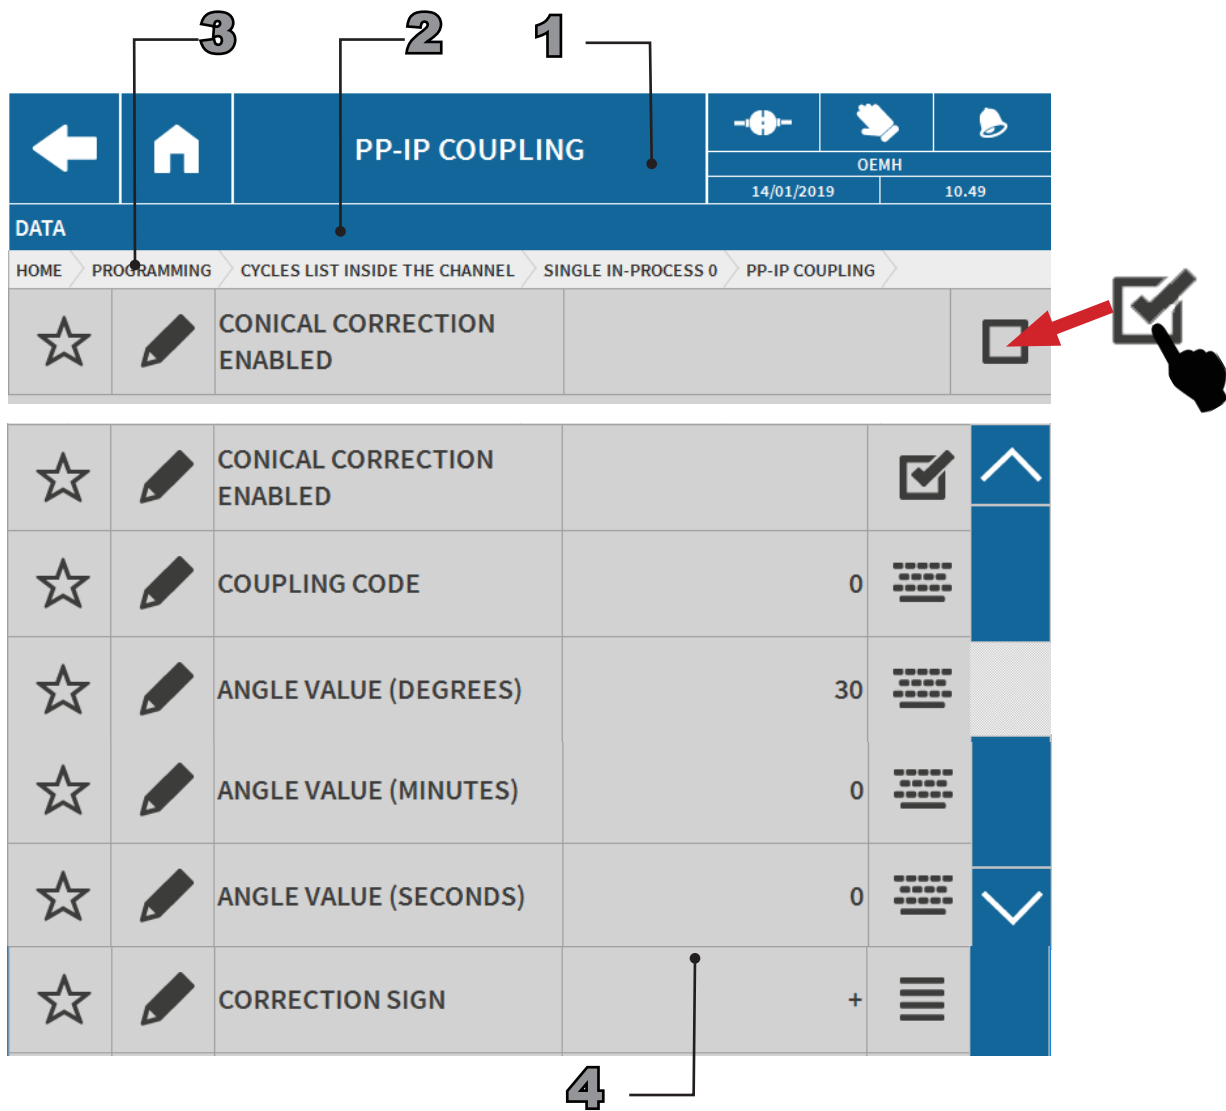 3
2
1
PP-IP COUPLING
OEMH
14/01/2019
10.49
DATA
HOME
PROGRAMMING
CYCLES LIST INSIDE THE CHANNEL
SINGLE IN-PROCESS 0
PP-IP COUPLING
CONICAL CORRECTION
ENABLED
CONICAL CORRECTION
ENABLED
COUPLING CODE
0
ANGLE VALUE (DEGREES)
30
ANGLE VALUE (MINUTES)
0
ANGLE VALUE (SECONDS)
0
CORRECTION SIGN
+
4